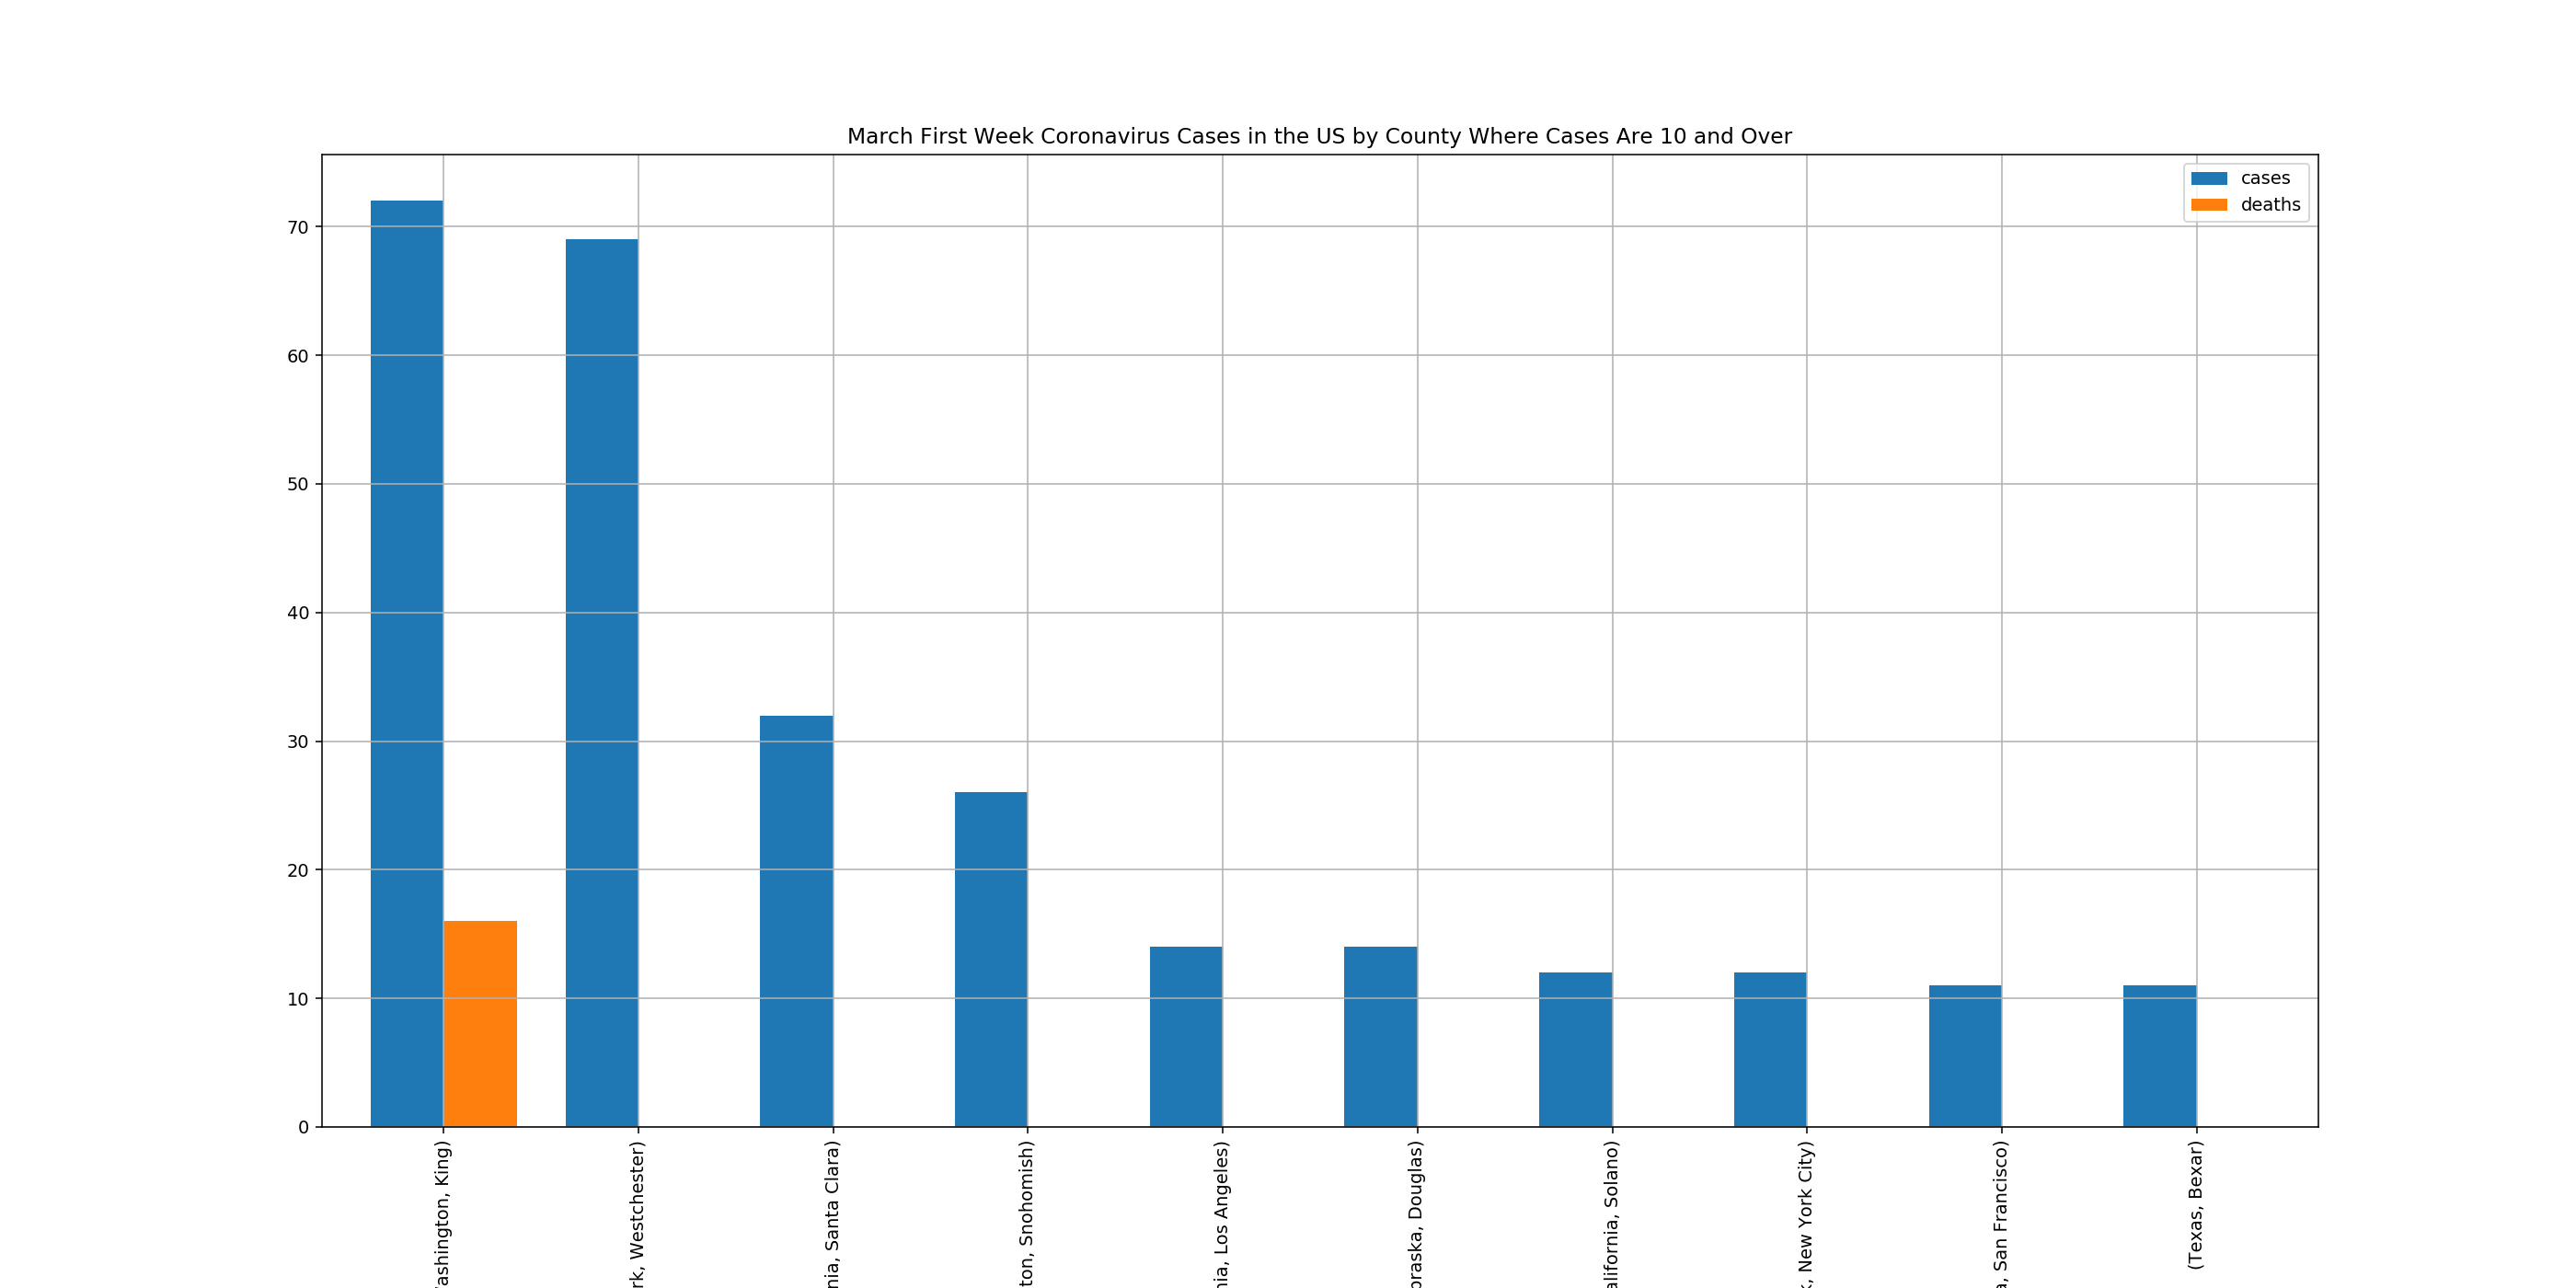 March First Week Coronavirus Cases in the US by County Where Cases Are 10 and Over
cases
deaths
70
60
50
40
30
20
10
0
ashington, King)
rk, Westchester)
nia, Santa Clara)
ton, Snohomish)
nia, Los Angeles)
braska, Douglas)
alifornia, Solano)
, New York City)
, San Francisco)
(Texas, Bexar)